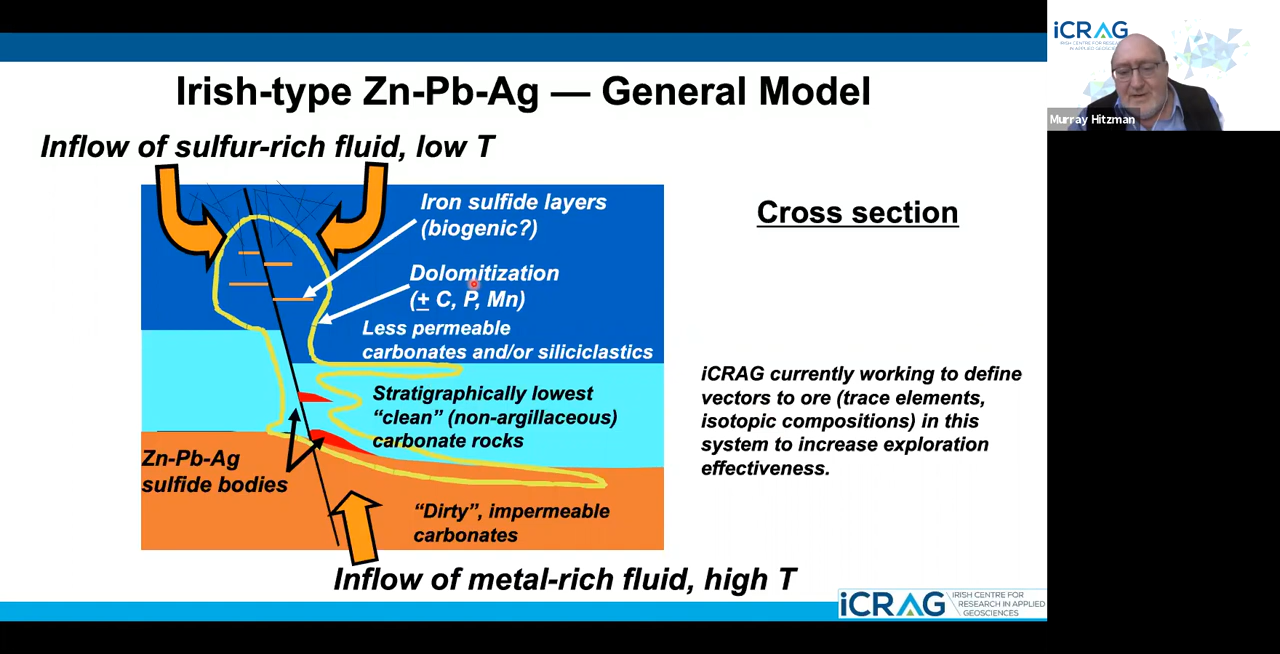 Irish-type Zn-Pb-Ag — General Model
Inflow of sulfur-rich fluid, low T
Iron sulfide layers
(biogenic?)
Dolomitization
(± C, P, Mn)
Less permeable
carbonates and/or siliciclastics
Stratigraphically lowest
“clean” (non-argillaceous)
carbonate rocks
Zn-Pb-Ag
sulfide bodies
“Dirty”, impermeable
carbonates
Inflow of metal-rich fluid, high T
Cross section
iCRAG currently working to define
vectors to ore (trace elements,
isotopic compositions) in this
system to increase exploration
effectiveness.
iCRAG
IRISH CENTRE FOR
RESEARCH IN APPLIED
GEOSCIENCES
iCRAG
IRISH CENTRE FOR RESEARCH
IN APPLIED GEOSCIENCES
Murray Hitzman